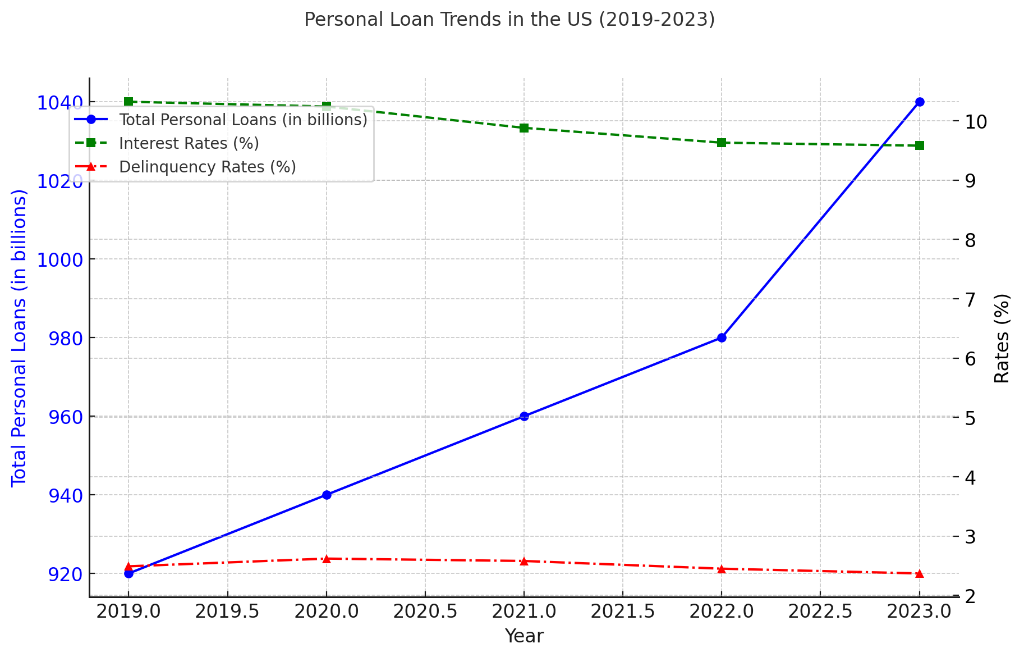 Personal Loan Trends in the US (2019-2023)
Total Personal Loans (in billions)
Interest Rates (%)
Delinquency Rates (%)
1040
1020
1000
980
960
940
920
Total Personal Loans (in billions)
10
9
8
7
6
5
4
3
2
Rates (%)
2019.0 2019.5 2020.0 2020.5 2021.0 2021.5 2022.0 2022.5 2023.0
Year